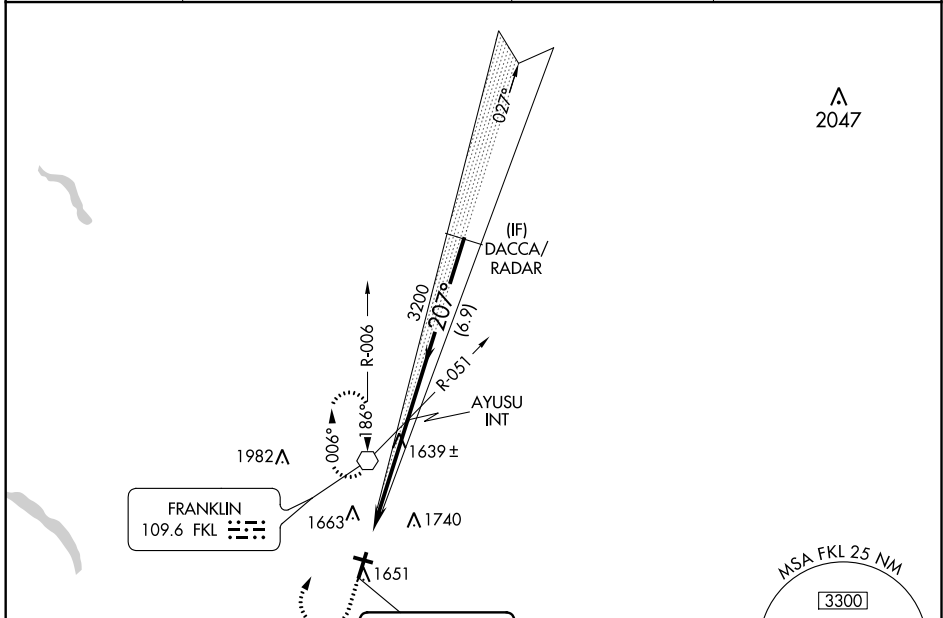 2047
027°
(IF)
DACCA/
RADAR
3200
207°
(6.9)
R-006
R-051
AYUSU
INT
186°
006°
1982
1639 ±
FRANKLIN
109.6 FKL
1663
1740
1651
MSA FKL 25 NM
3300